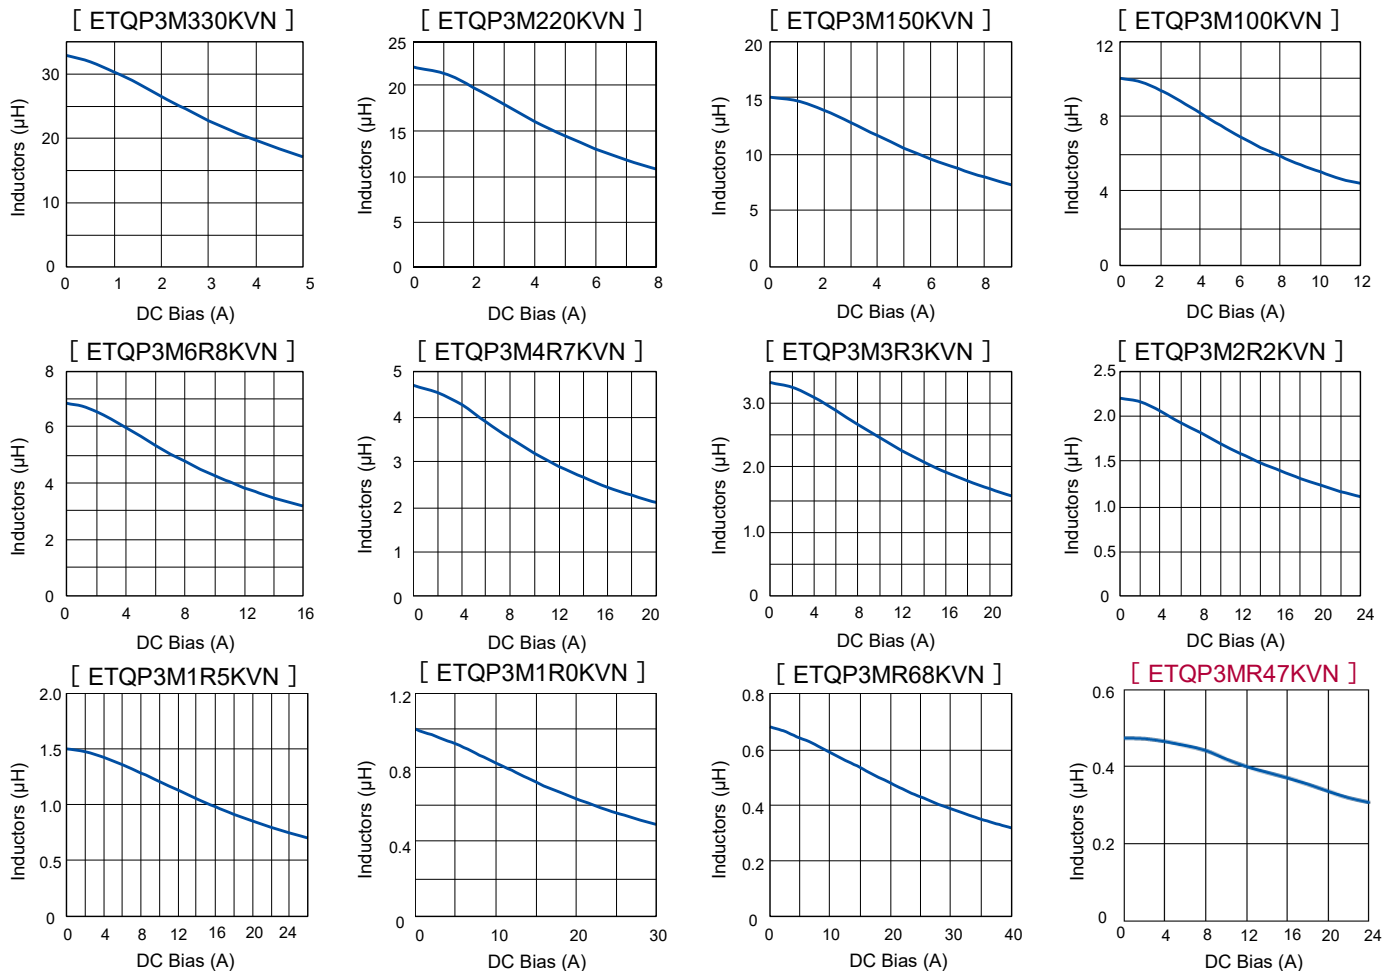 [ ETQP3M330KVN ]
Inductors (µH)
30
20
10
0
0 1 2 3 4 5
DC Bias (A)
[ ETQP3M220KVN ]
Inductors (µH)
25
20
15
10
5
0
0 2 4 6 8
DC Bias (A)
[ ETQP3M150KVN ]
Inductors (µH)
20
15
10
5
0
0 2 4 6 8
DC Bias (A)
[ ETQP3M100KVN ]
Inductors (µH)
12
8
4
0
0 2 4 6 8 10 12
DC Bias (A)
[ ETQP3M6R8KVN ]
Inductors (µH)
8
6
4
2
0
0 4 8 12 16
DC Bias (A)
[ ETQP3M4R7KVN ]
Inductors (µH)
5
4
3
2
1
0
0 4 8 12 16 20
DC Bias (A)
[ ETQP3M3R3KVN ]
Inductors (µH)
3.0
2.0
1.0
0
0 4 8 12 16 20
DC Bias (A)
[ ETQP3M2R2KVN ]
Inductors (µH)
2.5
2.0
1.5
1.0
0.5
0
0 4 8 12 16 20 24
DC Bias (A)
[ ETQP3M1R5KVN ]
Inductors (µH)
2.0
1.5
1.0
0.5
0
0 4 8 12 16 20 24
DC Bias (A)
[ ETQP3M1R0KVN ]
Inductors (µH)
1.2
0.8
0.4
0
0 10 20 30
DC Bias (A)
[ ETQP3MR68KVN ]
Inductors (µH)
0.8
0.6
0.4
0.2
0
0 10 20 30 40
DC Bias (A)
[ ETQP3MR47KVN ]
Inductors (µH)
0.6
0.4
0.2
0
0 4 8 12 16 20 24
DC Bias (A)